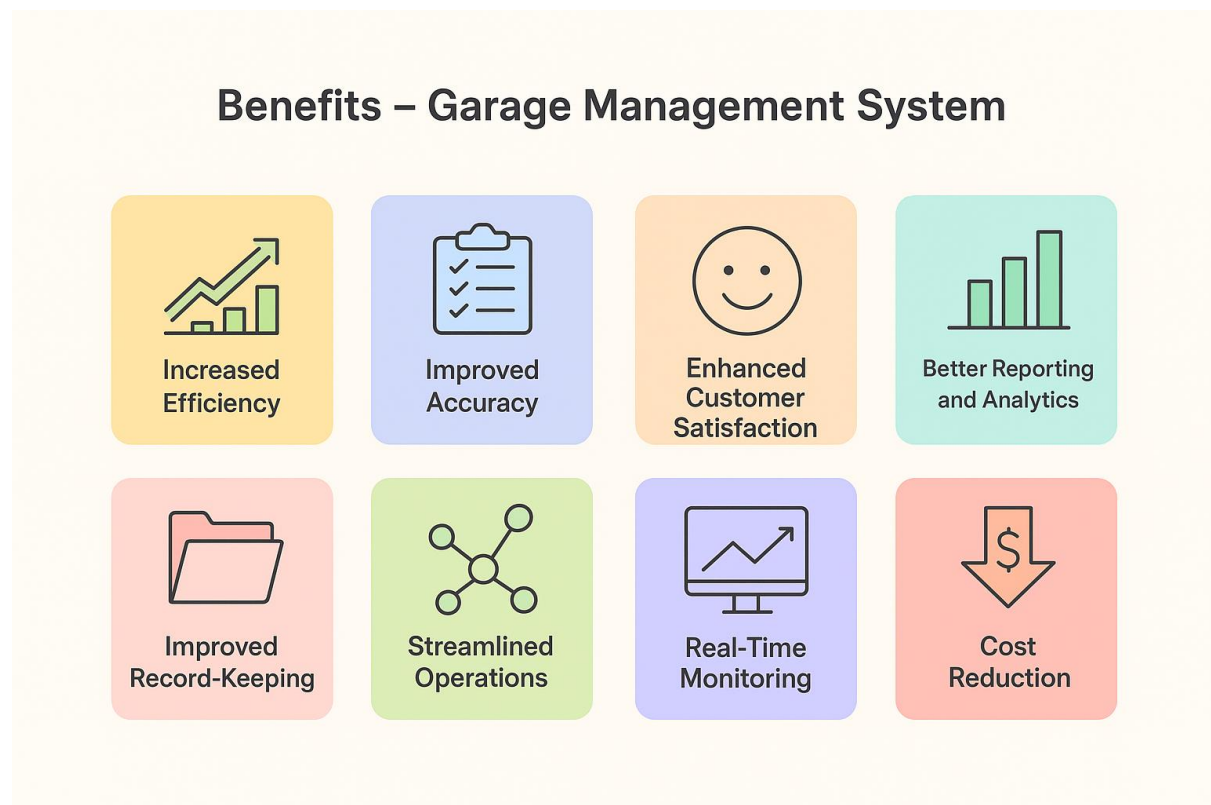 Benefits – Garage Management System
Increased
Efficiency
Improved
Accuracy
Enhanced
Customer
Satisfaction
Better Reporting
and Analytics
Improved
Record-Keeping
Streamlined
Operations
Real-Time
Monitoring
$
Cost
Reduction